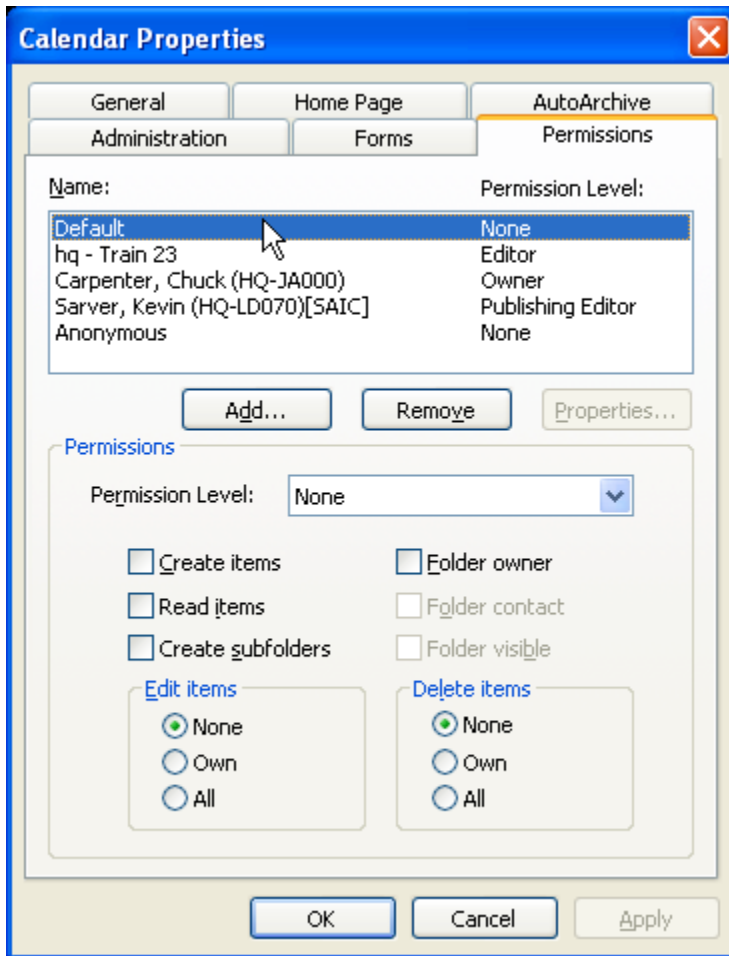 Calendar Properties
General Home Page AutoArchive
Administration Forms Permissions
Name: Permission Level:
Default None
hq - Train 23 Editor
Carpenter, Chuck (HQ-JA000) Owner
Sarver, Kevin (HQ-LD070)[SAIC] Publishing Editor
Anonymous None
Add... Remove Properties...
Permissions
Permission Level: None
Create items Folder owner
Read items Folder contact
Create subfolders Folder visible
Edit items Delete items
None None
Own Own
All All
OK Cancel Apply